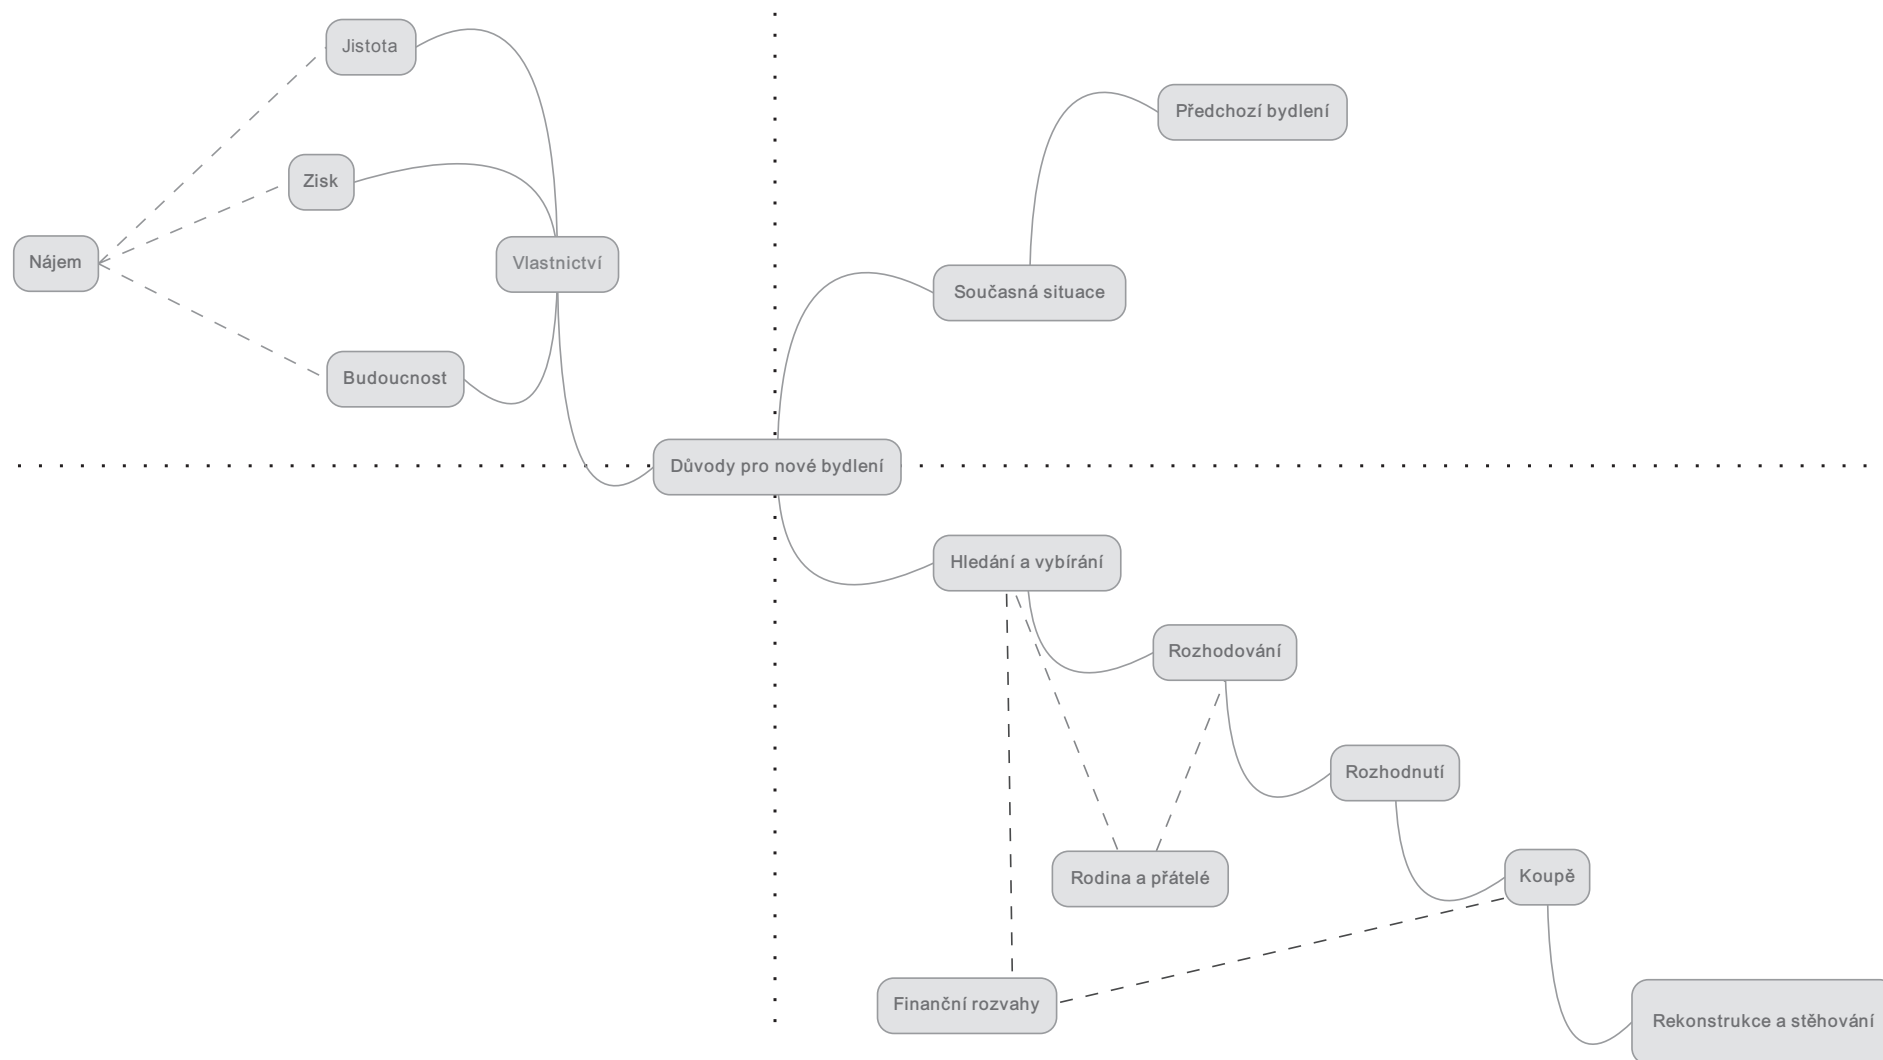 Jistota
Předchozí bydlení
Zisk
Nájem
Vlastnictví
Současná situace
Budoucnost
Důvody pro nové bydlení
Hledání a vybírání
Rozhodování
Rozhodnutí
Rodina a přátelé
Koupě
Finanční rozvahy
Rekonstrukce a stěhování